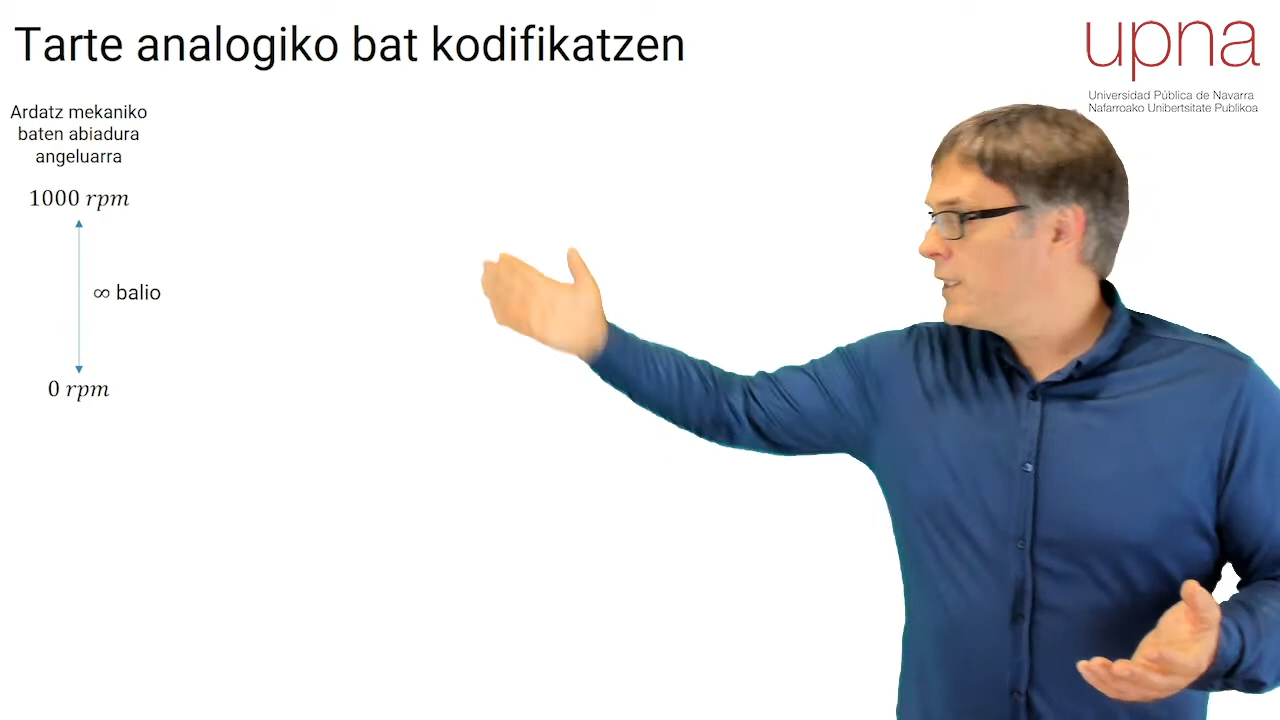 Tarte analogiko bat kodifikatzen
upna
Universidad Pública de Navarra
Nafarroako Unibertsitate Publikoa
Ardatz mekaniko
baten abiadura
angeluarra
1000 rpm
∞ balio
0 rpm